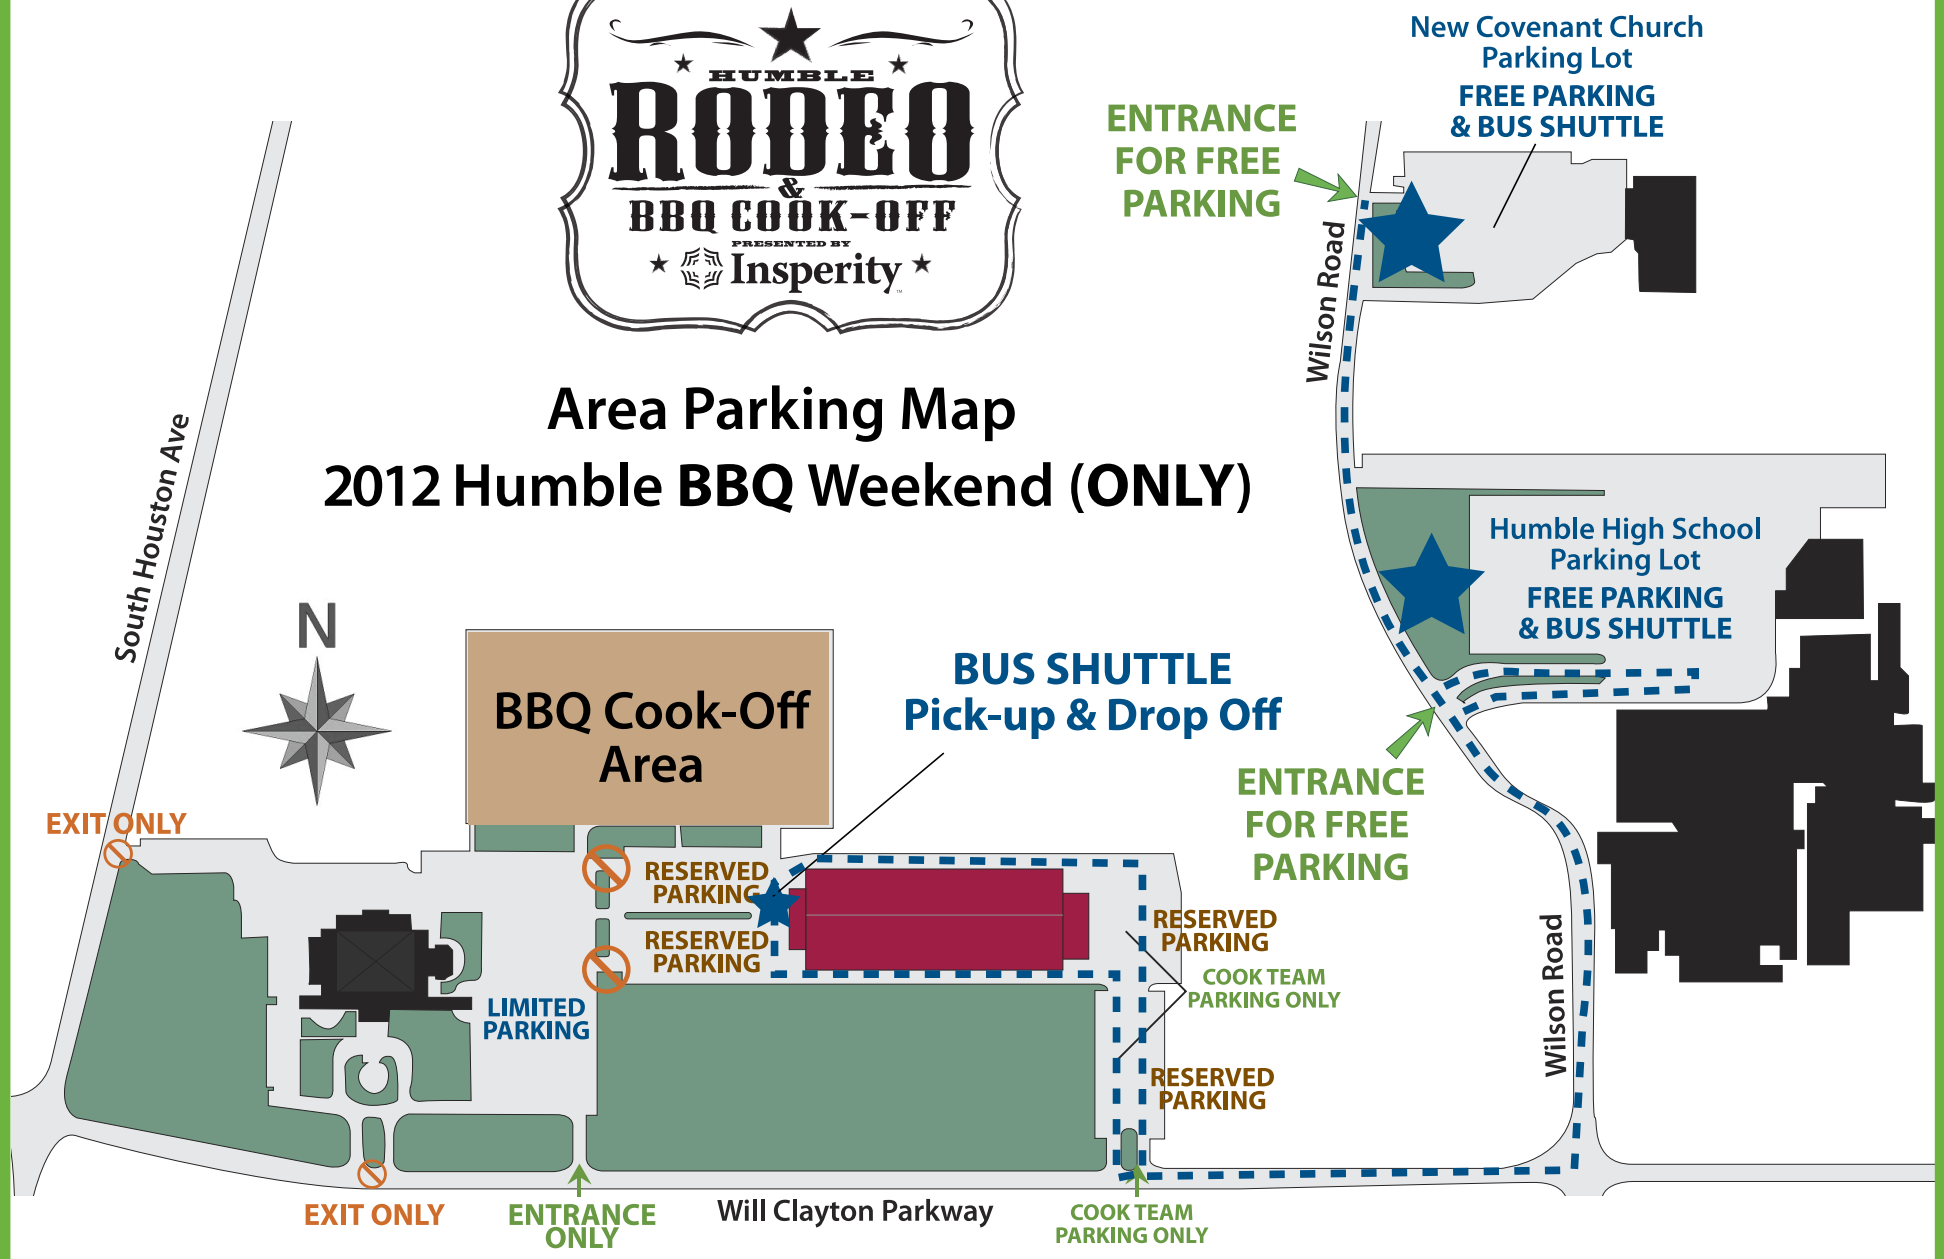 HUMBLE
RODEO
&
BBQ COOK-OFF
PRESENTED BY
Insperity
Area Parking Map
2012 Humble BBQ Weekend (ONLY)
New Covenant Church
Parking Lot
FREE PARKING
& BUS SHUTTLE
ENTRANCE
FOR FREE
PARKING
Wilson Road
South Houston Ave
Humble High School
Parking Lot
FREE PARKING
& BUS SHUTTLE
N
BBQ Cook-Off
Area
BUS SHUTTLE
Pick-up & Drop Off
ENTRANCE
FOR FREE
PARKING
EXIT ONLY
RESERVED
PARKING
RESERVED
PARKING
LIMITED
PARKING
RESERVED
PARKING
COOK TEAM
PARKING ONLY
RESERVED
PARKING
Wilson Road
EXIT ONLY
ENTRANCE
ONLY
Will Clayton Parkway
COOK TEAM
PARKING ONLY